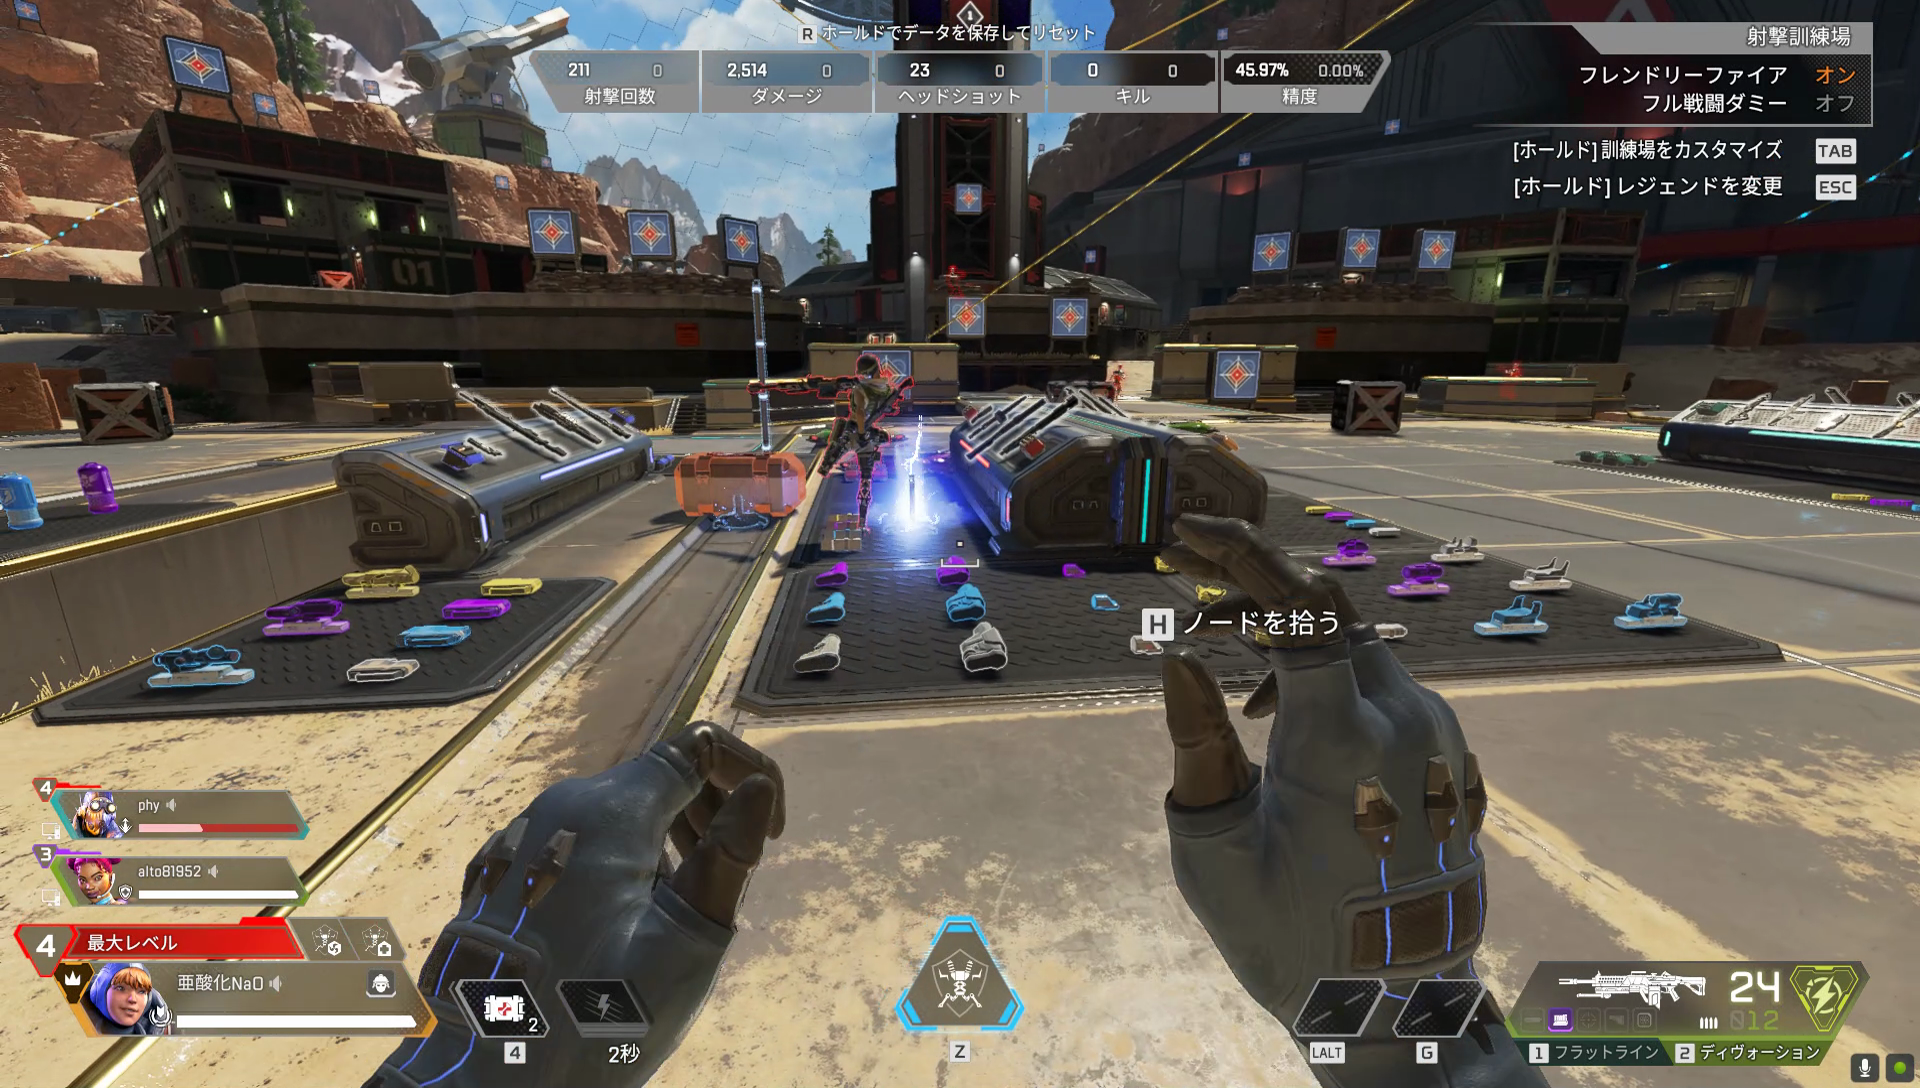 R ホールドでデータを保存してリセット
211 0
射撃回数
2,514 0
ダメージ
23 0
ヘッドショット
0 0
キル
45.97% 0.00%
精度
射撃訓練場
フレンドリーファイア オン
フル戦闘ダミー オフ
[ホールド]訓練場をカスタマイズ TAB
[ホールド]レジェンドを変更 ESC
01
H ノードを拾う
4
phy
3
alto81952
4 最大レベル
亜酸化NaO
2
4
2秒
Z
LALT
G
24
012
1 フラットライン
2 ディヴォーション